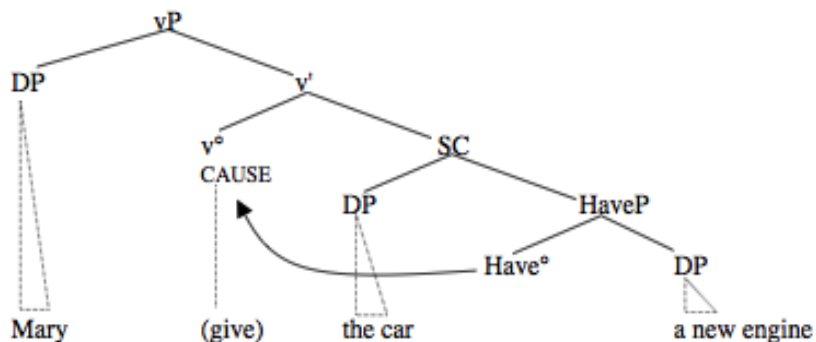 vP
DP v'
v° SC
CAUSE
DP HaveP
Have° DP
Mary (give) the car a new engine